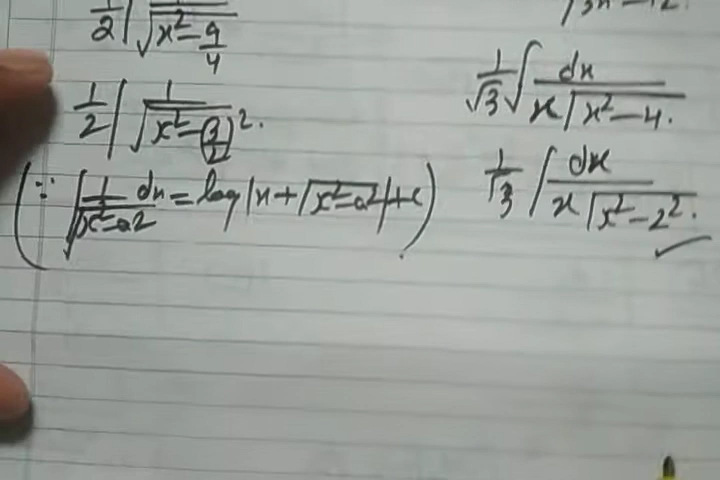 1/2 ∫ 1/√(x²-9/4)
1/2 ∫ 1/√(x²-(3/2)².
(∵ ∫ 1/√(x²-a²) dx = log|x+√(x²-a²)|+c)
1/√3 ∫ dx/(x√(x²-4.
1/√3 ∫ dx/(x√(x²-2².